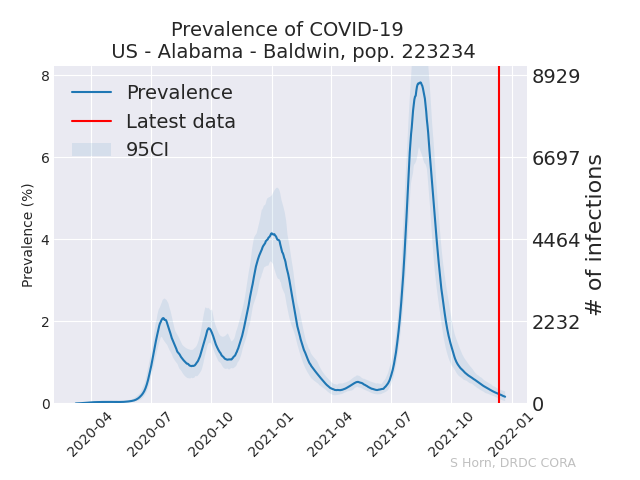 Prevalence of COVID-19
US - Alabama - Baldwin, pop. 223234
Prevalence
Latest data
95CI
Prevalence (%)
8
6
4
2
0
8929
6697
4464
2232
0
# of infections
2020-04
2020-07
2020-10
2021-01
2021-04
2021-07
2021-10
2022-01
S Horn, DRDC CORA